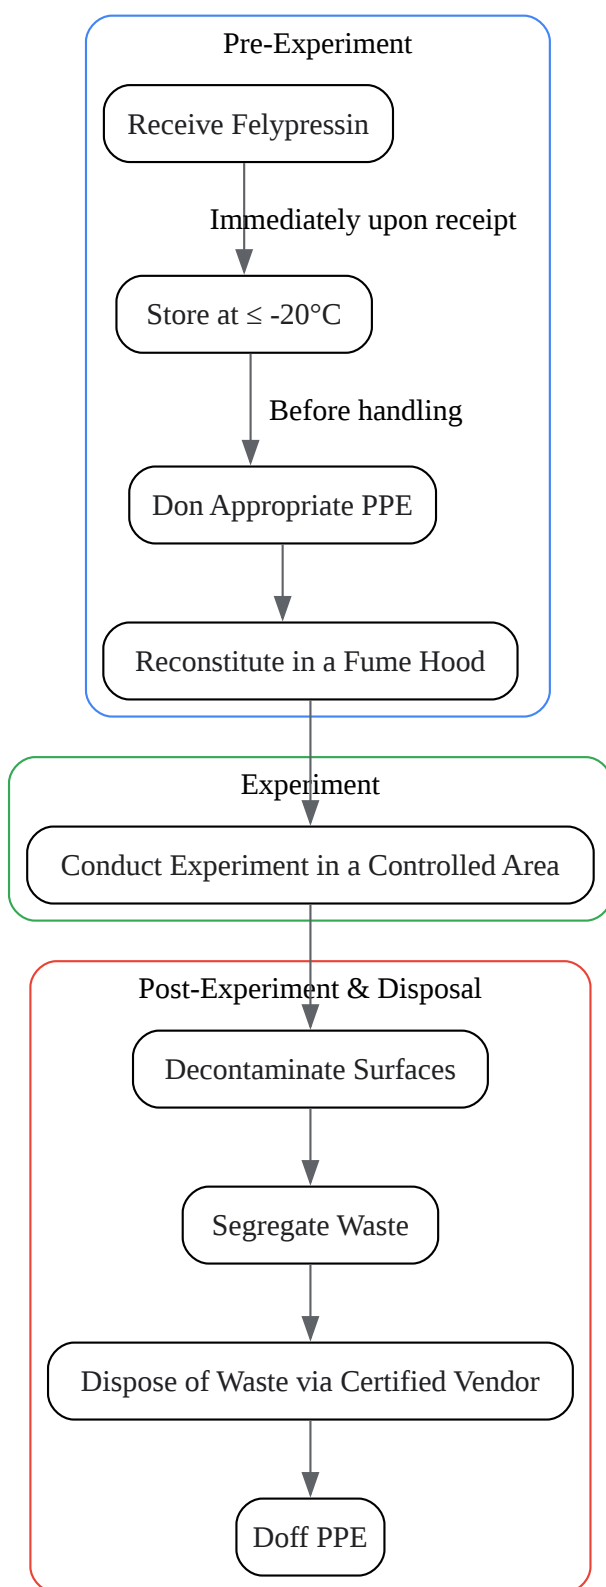 Pre-Experiment
Receive Felypressin
Immediately upon receipt
Store at ≤ -20°C
Before handling
Don Appropriate PPE
Reconstitute in a Fume Hood
Experiment
Conduct Experiment in a Controlled Area
Post-Experiment & Disposal
Decontaminate Surfaces
Segregate Waste
Dispose of Waste via Certified Vendor
Doff PPE